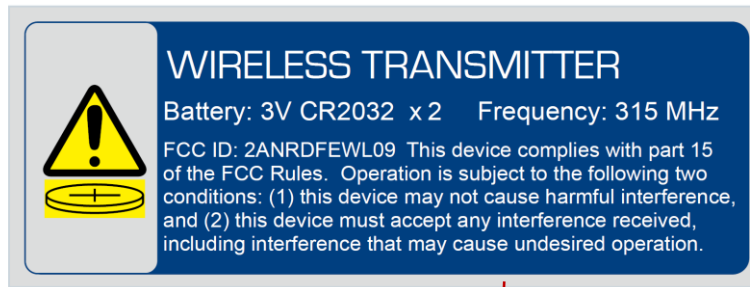 WIRELESS TRANSMITTER
Battery: 3V CR2032 x 2 Frequency: 315 MHz
FCC ID: 2ANRDFEWL09 This device complies with part 15
of the FCC Rules. Operation is subject to the following two
conditions: (1) this device may not cause harmful interference,
and (2) this device must accept any interference received,
including interference that may cause undesired operation.